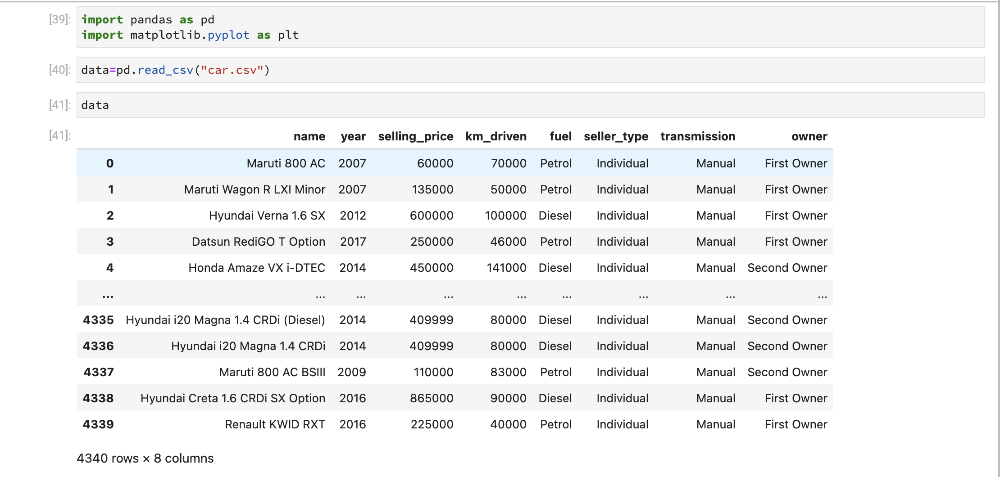 [39]: import pandas as pd
import matplotlib.pyplot as plt
[40]: data=pd.read_csv("car.csv")
[41]: data
[41]: name year selling_price km_driven fuel seller_type transmission owner
0 Maruti 800 AC 2007 60000 70000 Petrol Individual Manual First Owner
1 Maruti Wagon R LXI Minor 2007 135000 50000 Petrol Individual Manual First Owner
2 Hyundai Verna 1.6 SX 2012 600000 100000 Diesel Individual Manual First Owner
3 Datsun RediGO T Option 2017 250000 46000 Petrol Individual Manual First Owner
4 Honda Amaze VX i-DTEC 2014 450000 141000 Diesel Individual Manual Second Owner
... ... ... ... ... ... ... ... ...
4335 Hyundai i20 Magna 1.4 CRDi (Diesel) 2014 409999 80000 Diesel Individual Manual Second Owner
4336 Hyundai i20 Magna 1.4 CRDi 2014 409999 80000 Diesel Individual Manual Second Owner
4337 Maruti 800 AC BSIII 2009 110000 83000 Petrol Individual Manual Second Owner
4338 Hyundai Creta 1.6 CRDi SX Option 2016 865000 90000 Diesel Individual Manual First Owner
4339 Renault KWID RXT 2016 225000 40000 Petrol Individual Manual First Owner
4340 rows × 8 columns